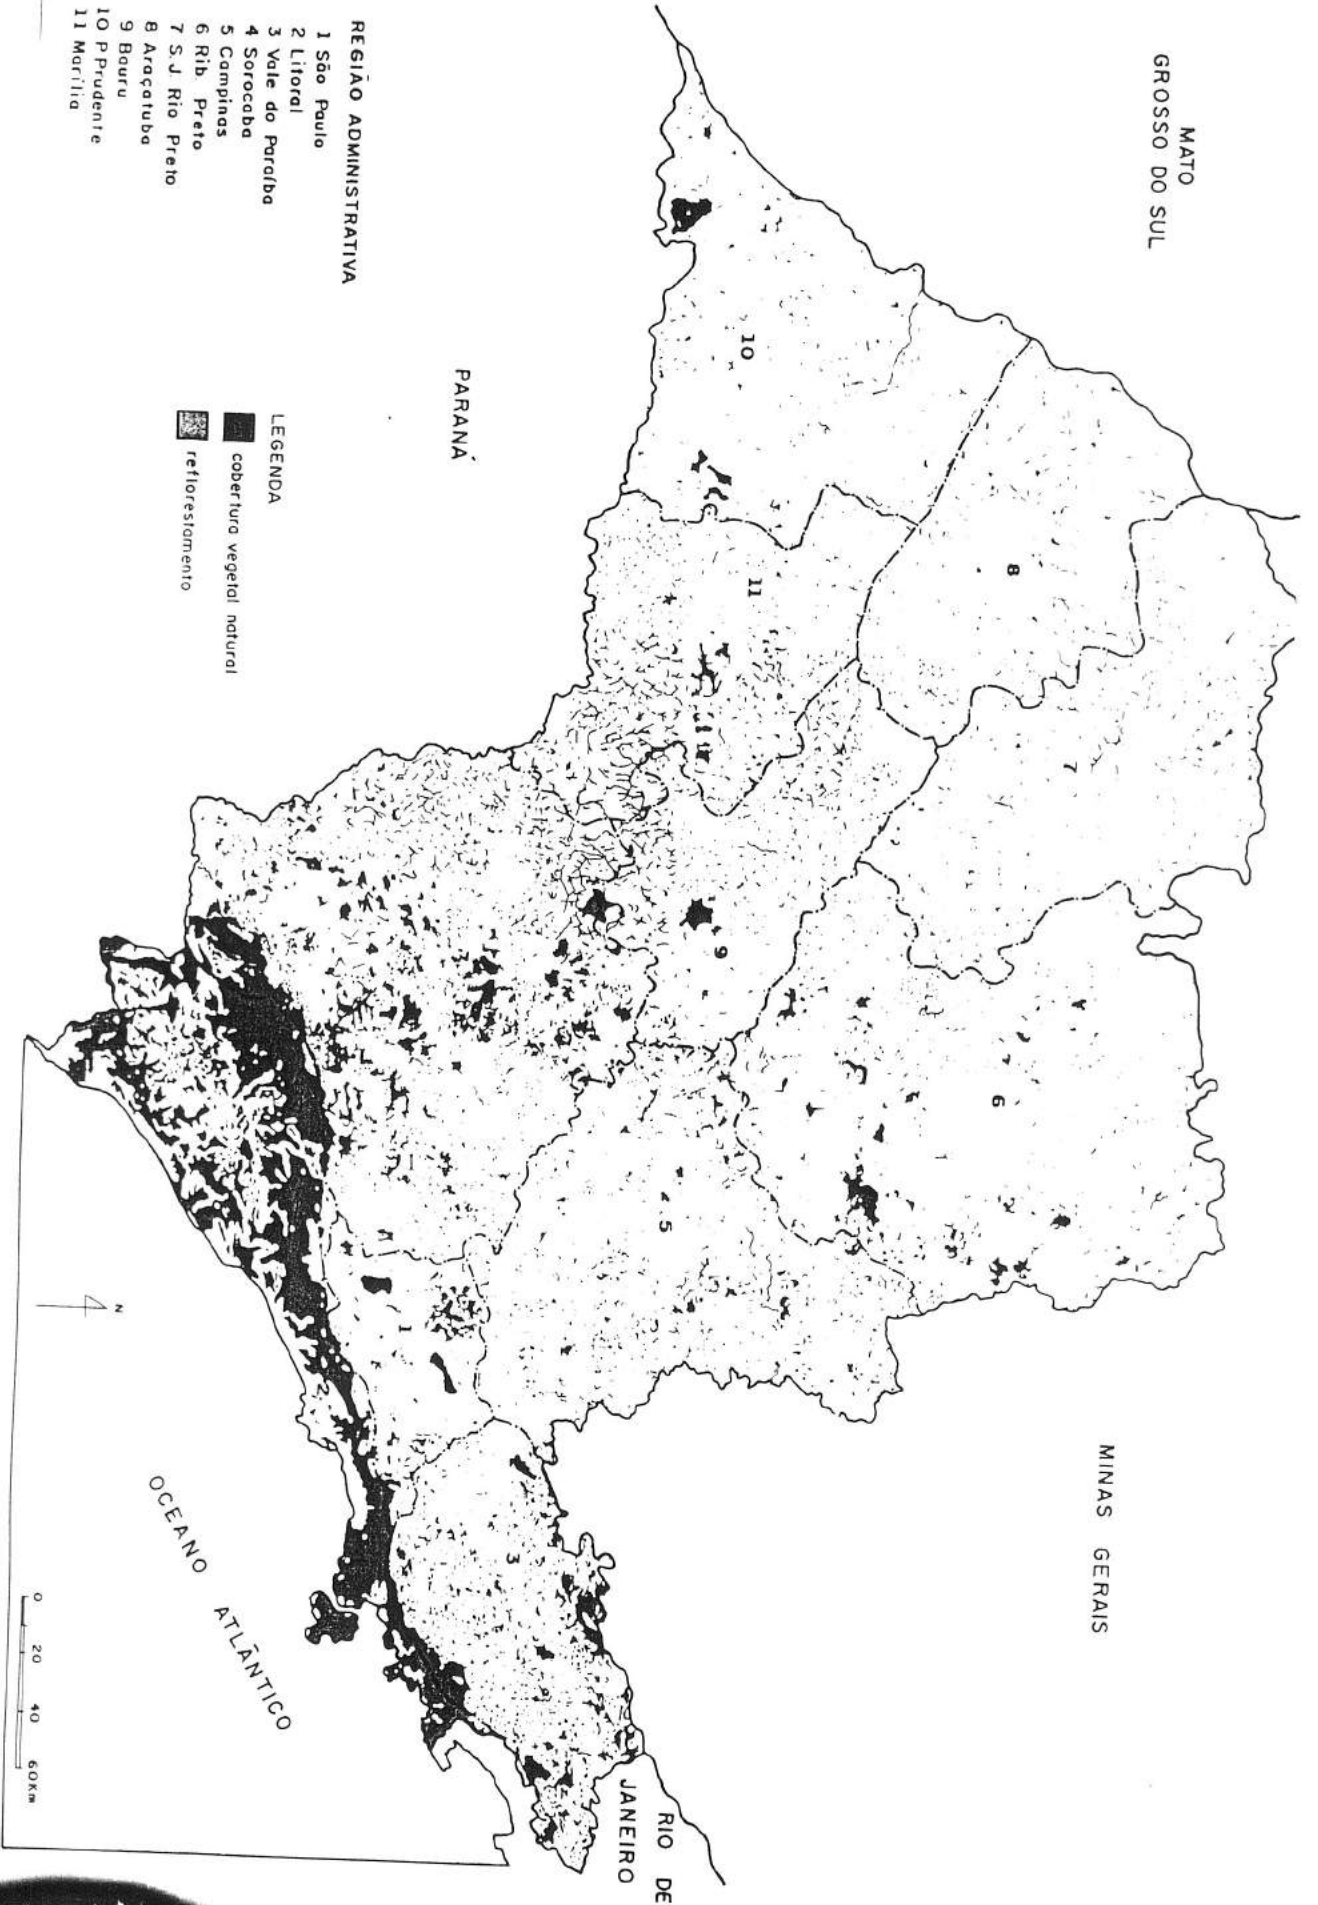 MATO
GROSSO DO SUL
MINAS GERAIS
PARANÁ
RIO DE
JANEIRO
OCEANO ATLÂNTICO
10
8
7
11
9
6
5
4
1
2
3
REGIÃO ADMINISTRATIVA
1 São Paulo
2 Litoral
3 Vale do Paraíba
4 Sorocaba
5 Campinas
6 Rib. Preto
7 S.J. Rio Preto
8 Araçatuba
9 Bauru
10 P Prudente
11 Marília
LEGENDA
cobertura vegetal natural
reflorestamento
N
0 20 40 60Km